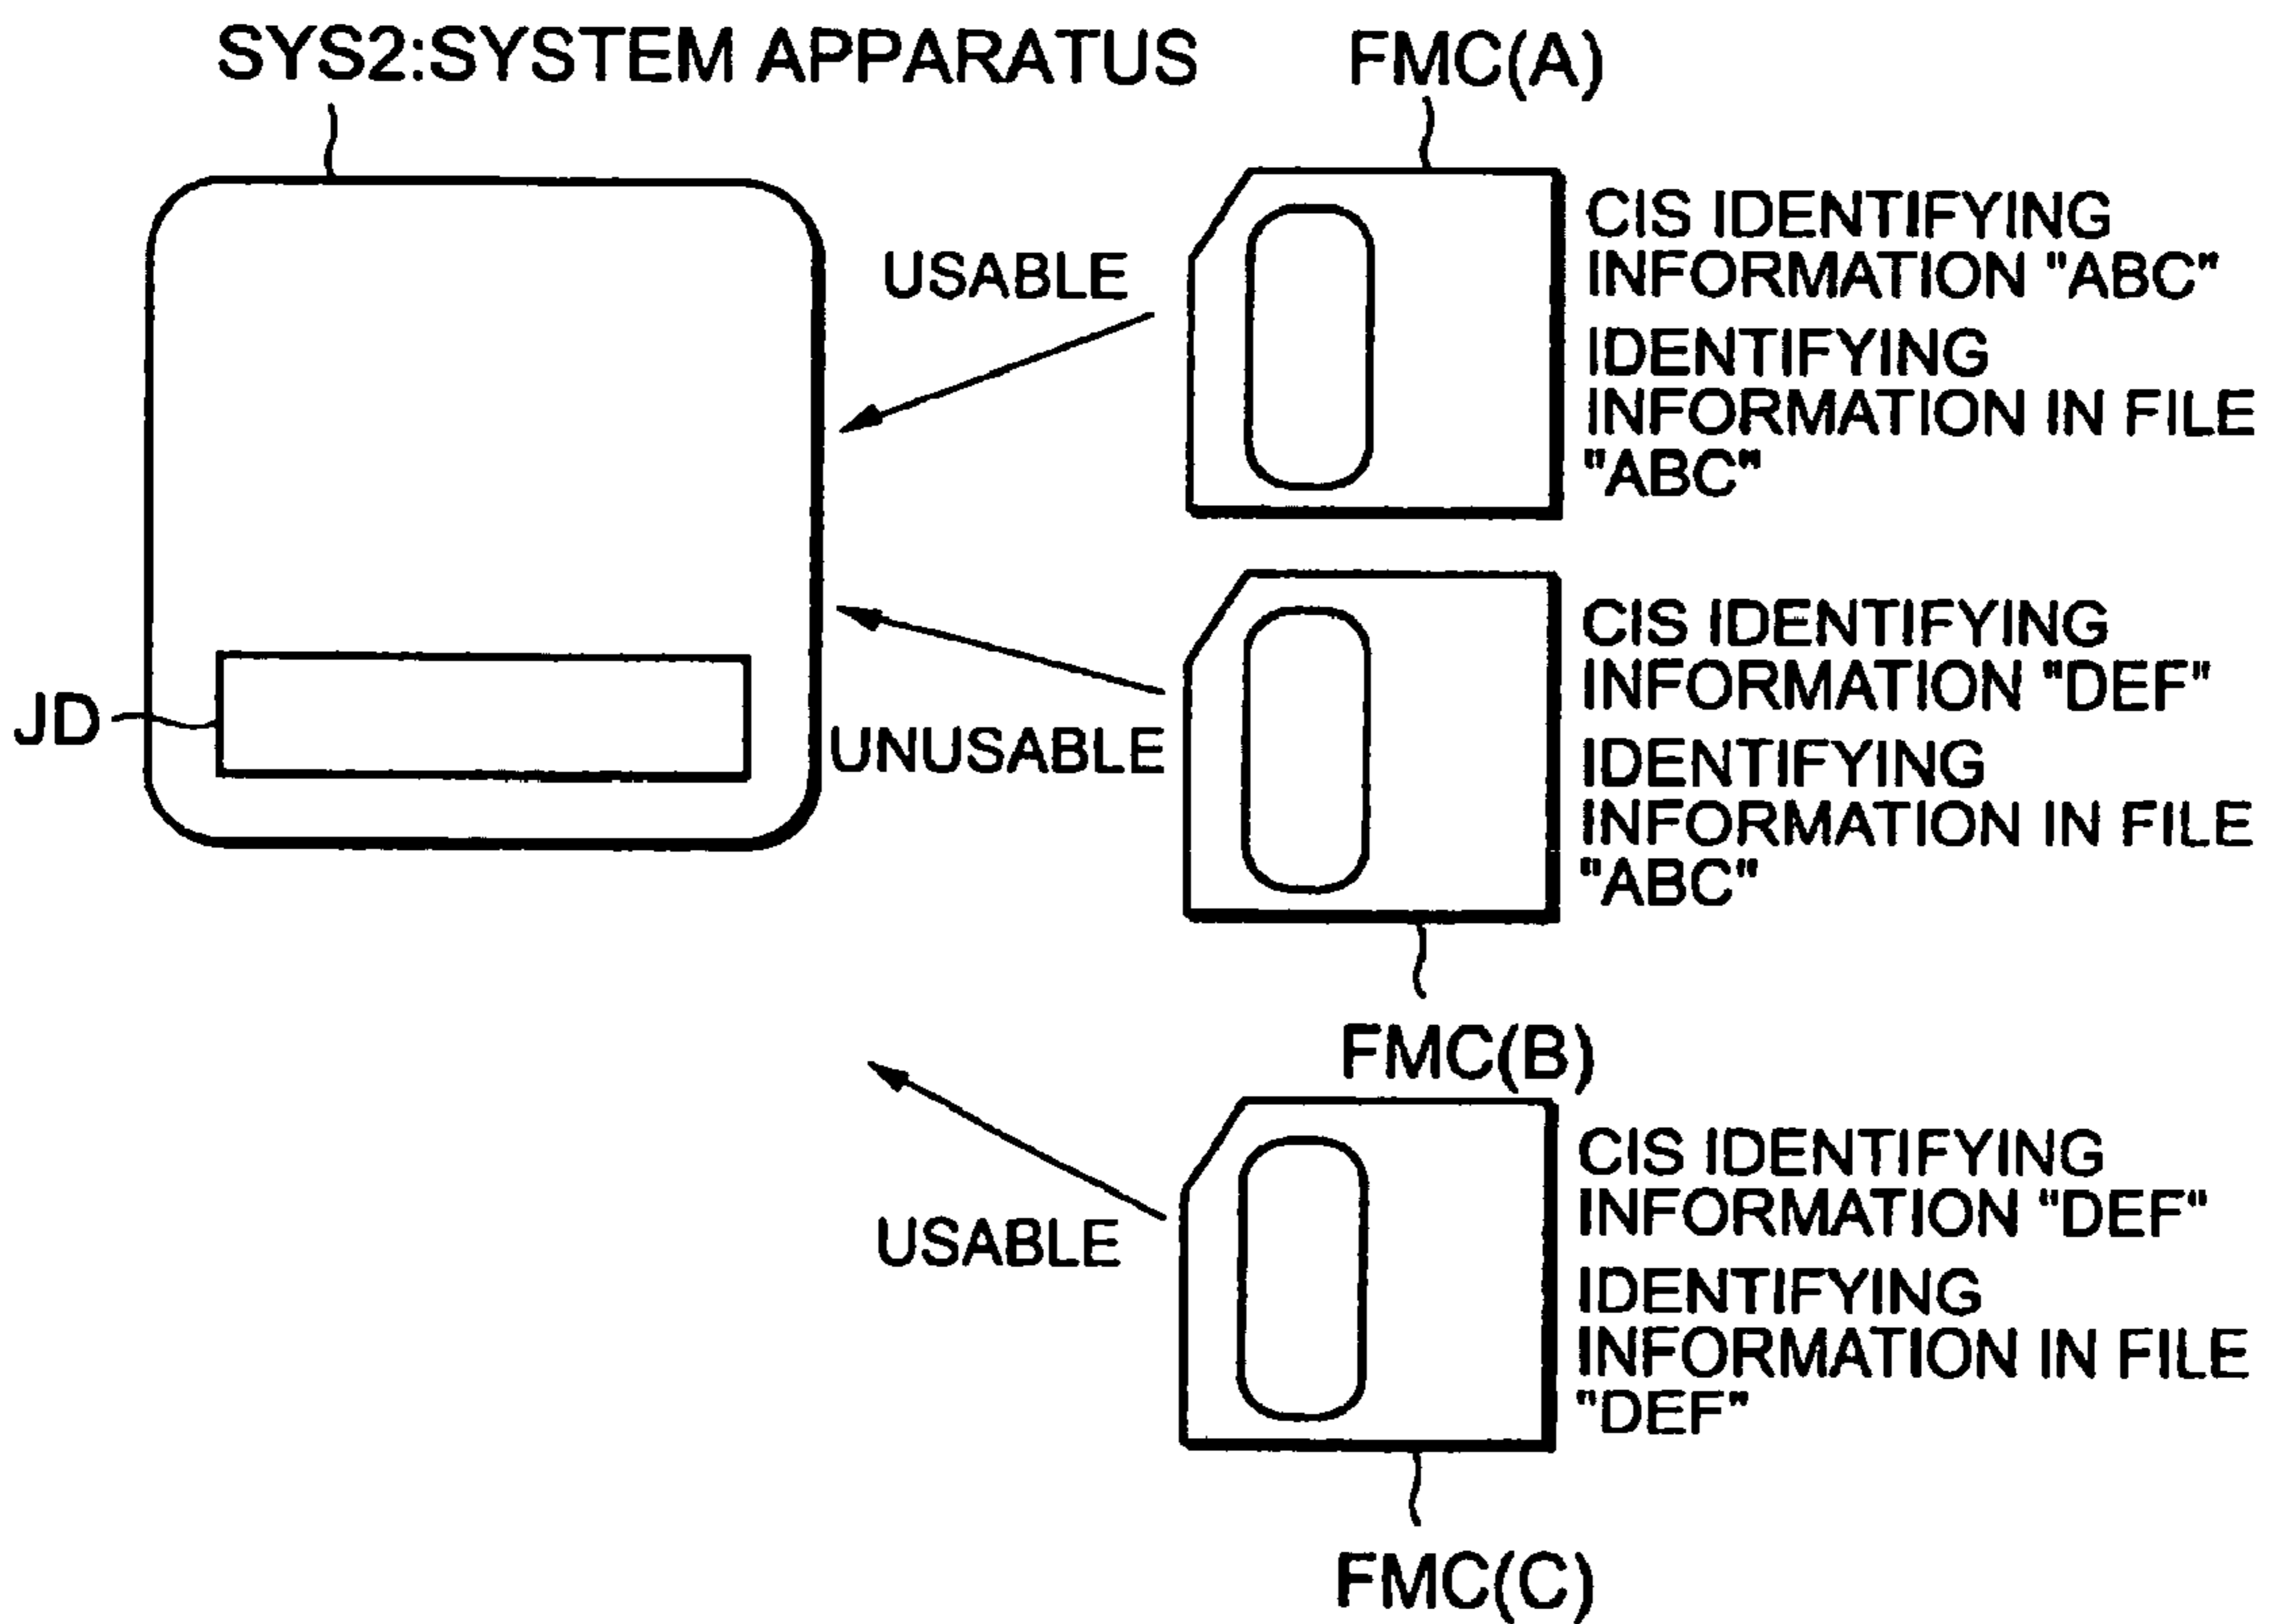 SYS2:SYSTEM APPARATUS
FMC(A)
CIS IDENTIFYING
INFORMATION "ABC"
IDENTIFYING
INFORMATION IN FILE
"ABC"
USABLE
CIS IDENTIFYING
INFORMATION "DEF"
IDENTIFYING
INFORMATION IN FILE
"ABC"
JD
UNUSABLE
FMC(B)
CIS IDENTIFYING
INFORMATION "DEF"
IDENTIFYING
INFORMATION IN FILE
"DEF"
USABLE
FMC(C)